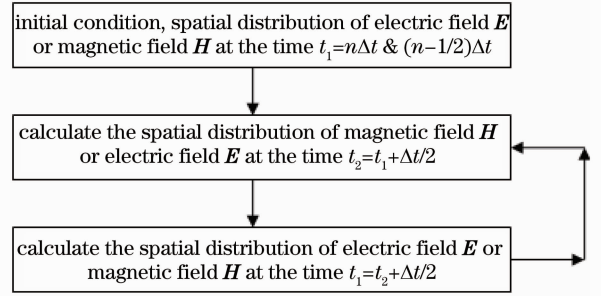 initial condition, spatial distribution of electric field E
or magnetic field H at the time t₁=nΔt & (n−1/2)Δt
calculate the spatial distribution of magnetic field H
or electric field E at the time t₂=t₁+Δt/2
calculate the spatial distribution of electric field E or
magnetic field H at the time t₁=t₂+Δt/2